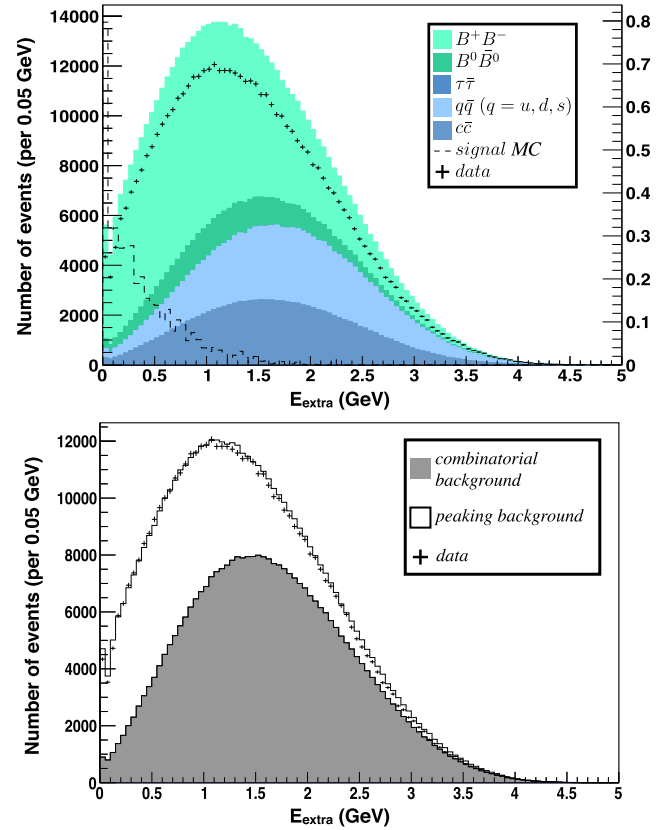 Number of events (per 0.05 GeV)
14000
12000
10000
8000
6000
4000
2000
0
0.8
0.7
0.6
0.5
0.4
0.3
0.2
0.1
0
B⁺B⁻
B⁰B̄⁰
ττ̄
qq̄ (q = u, d, s)
cc̄
signal MC
data
0 0.5 1 1.5 2 2.5 3 3.5 4 4.5 5
E_extra (GeV)
Number of events (per 0.05 GeV)
12000
10000
8000
6000
4000
2000
0
combinatorial
background
peaking background
data
0 0.5 1 1.5 2 2.5 3 3.5 4 4.5 5
E_extra (GeV)